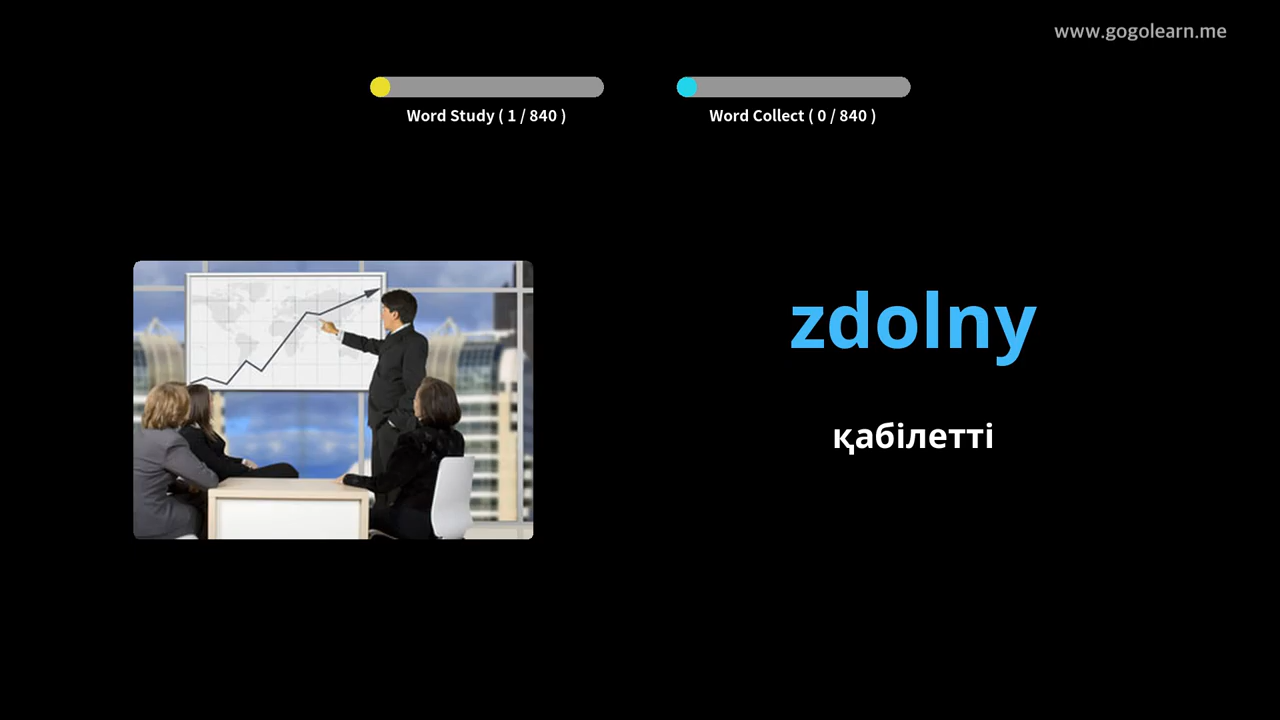 www.gogolearn.me
Word Study ( 1 / 840 )
Word Collect ( 0 / 840 )
zdolny
қабілетті